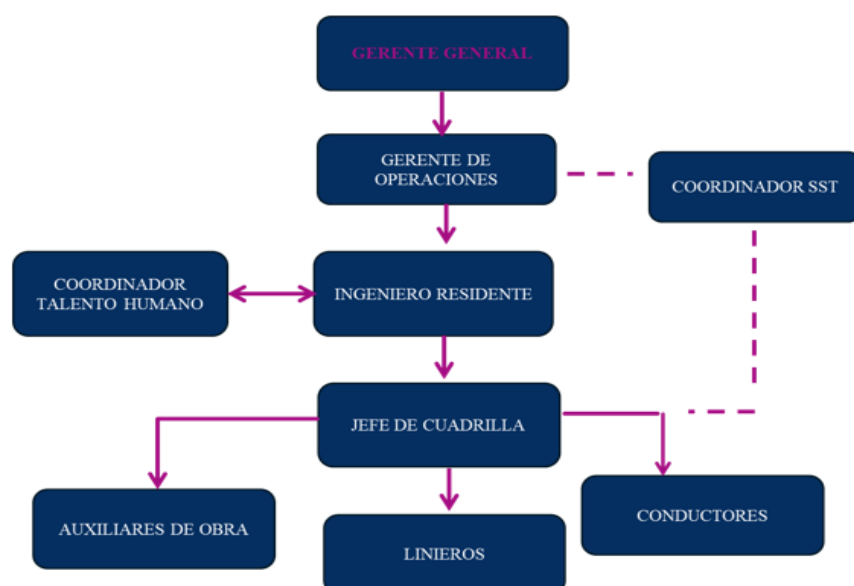 GERENTE GENERAL
GERENTE DE
OPERACIONES
COORDINADOR SST
COORDINADOR
TALENTO HUMANO
INGENIERO RESIDENTE
JEFE DE CUADRILLA
AUXILIARES DE OBRA
LINIEROS
CONDUCTORES